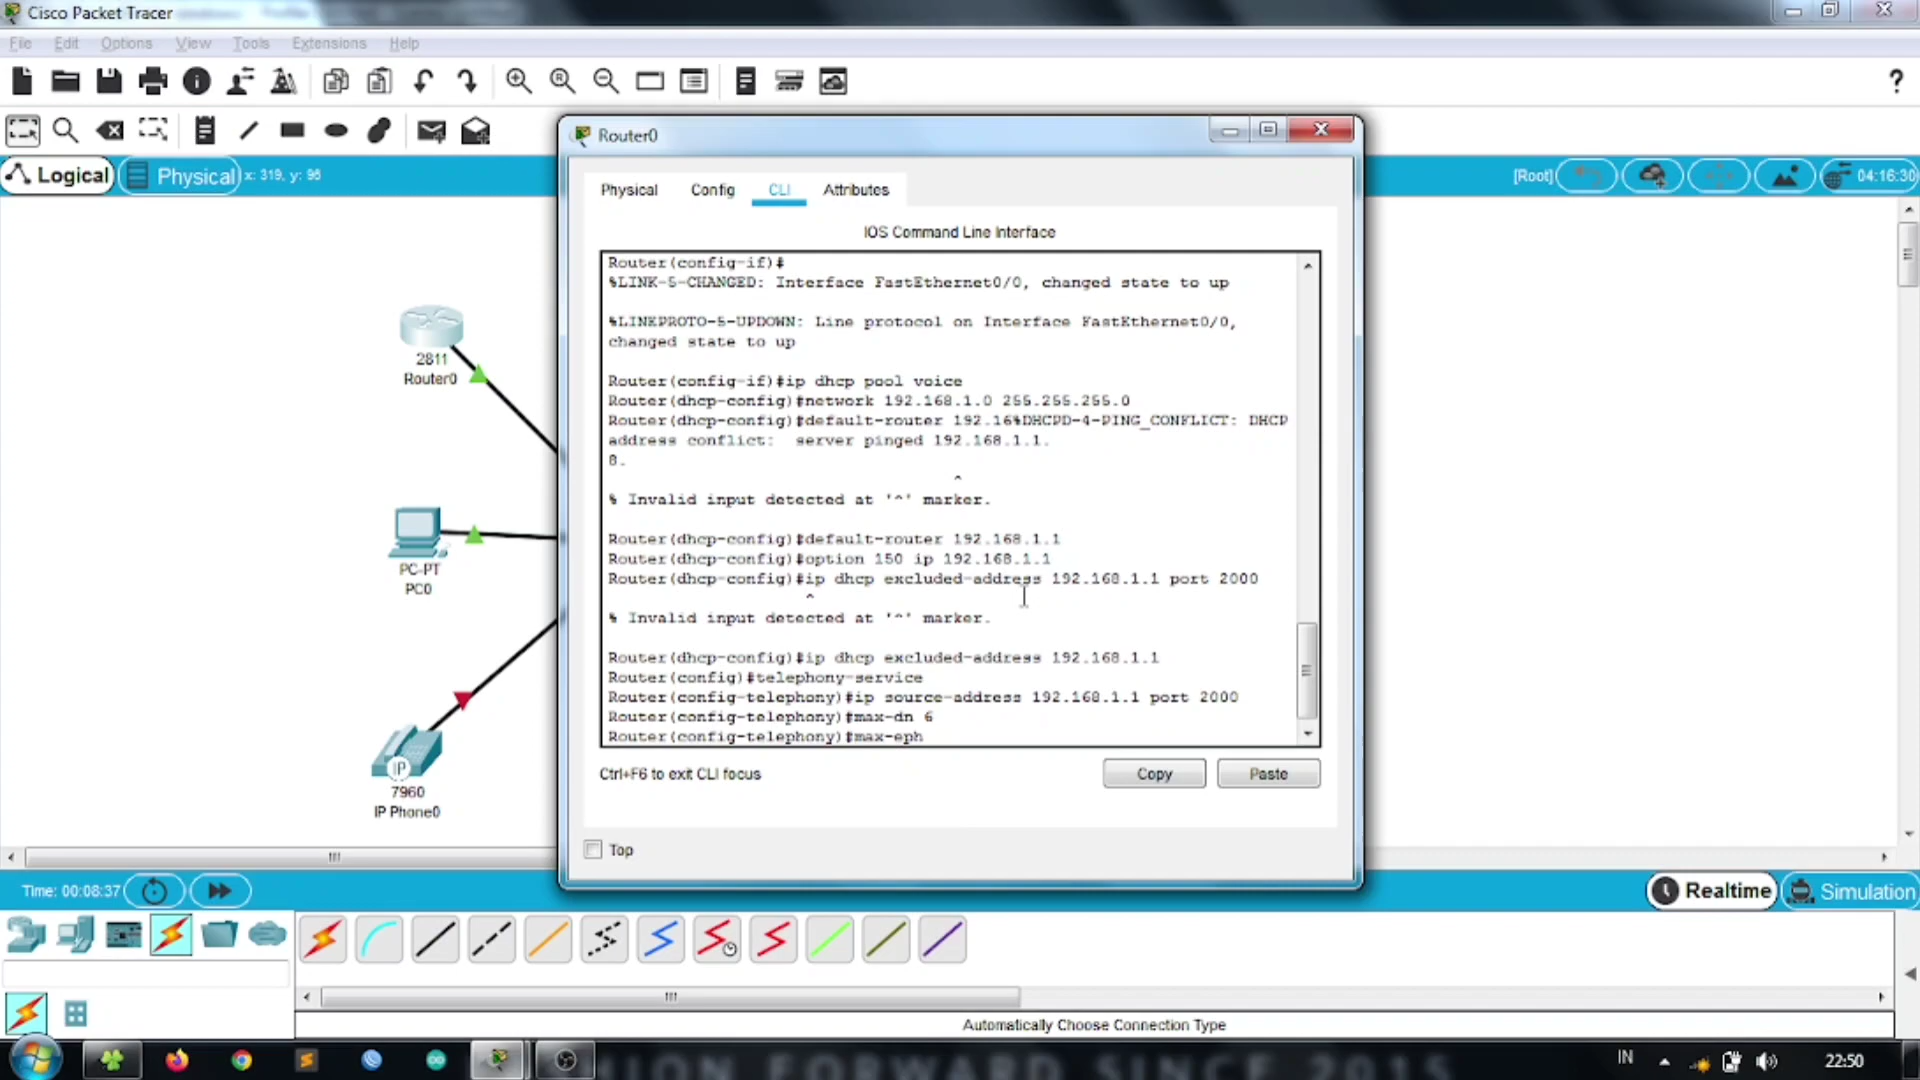 Cisco Packet Tracer
File Edit Options View Tools Extensions Help
?
Logical
Physical
x: 319, y: 96
[Root]
04:16:30
2811
Router0
PC-PT
PC0
IP
7960
IP Phone0
Router0
Physical Config CLI Attributes
IOS Command Line Interface
Router(config-if)#
%LINK-5-CHANGED: Interface FastEthernet0/0, changed state to up
%LINEPROTO-5-UPDOWN: Line protocol on Interface FastEthernet0/0,
changed state to up
Router(config-if)#ip dhcp pool voice
Router(dhcp-config)#network 192.168.1.0 255.255.255.0
Router(dhcp-config)#default-router 192.16%DHCPD-4-PING_CONFLICT: DHCP
address conflict:  server pinged 192.168.1.1.
8.
^
% Invalid input detected at '^' marker.
Router(dhcp-config)#default-router 192.168.1.1
Router(dhcp-config)#option 150 ip 192.168.1.1
Router(dhcp-config)#ip dhcp excluded-address 192.168.1.1 port 2000
^
% Invalid input detected at '^' marker.
Router(dhcp-config)#ip dhcp excluded-address 192.168.1.1
Router(config)#telephony-service
Router(config-telephony)#ip source-address 192.168.1.1 port 2000
Router(config-telephony)#max-dn 6
Router(config-telephony)#max-eph
Ctrl+F6 to exit CLI focus
Copy
Paste
Top
Time: 00:08:37
Realtime
Simulation
Automatically Choose Connection Type
HION FORWARD SINCE 2015
IN
22:50